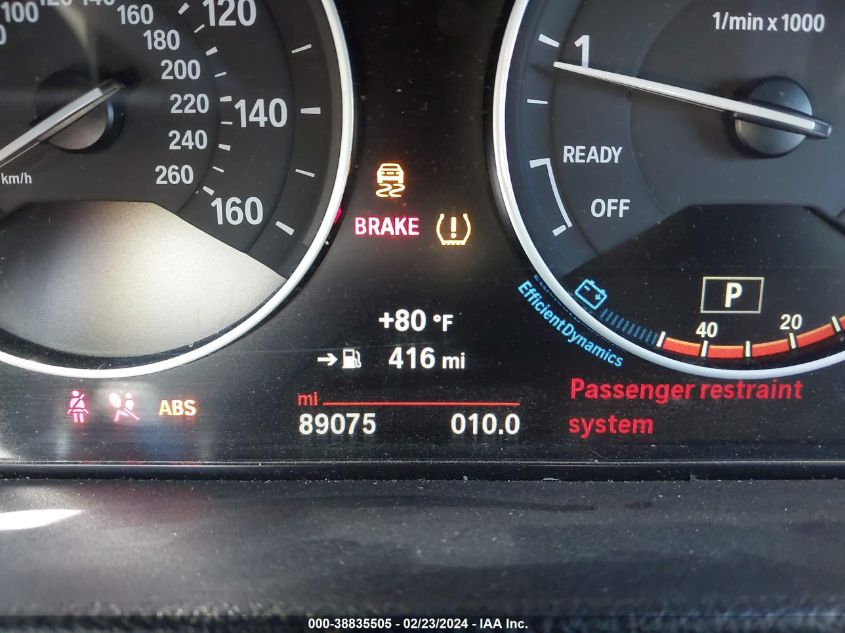 100 120 140 160 180 200 220 240 260
km/h
120 140 160
BRAKE
+80 °F
416 mi
ABS
mi
89075 010.0
1/min x 1000
1
READY
OFF
P
40 20
EfficientDynamics
Passenger restraint
system
000-38835505 - 02/23/2024 - IAA Inc.